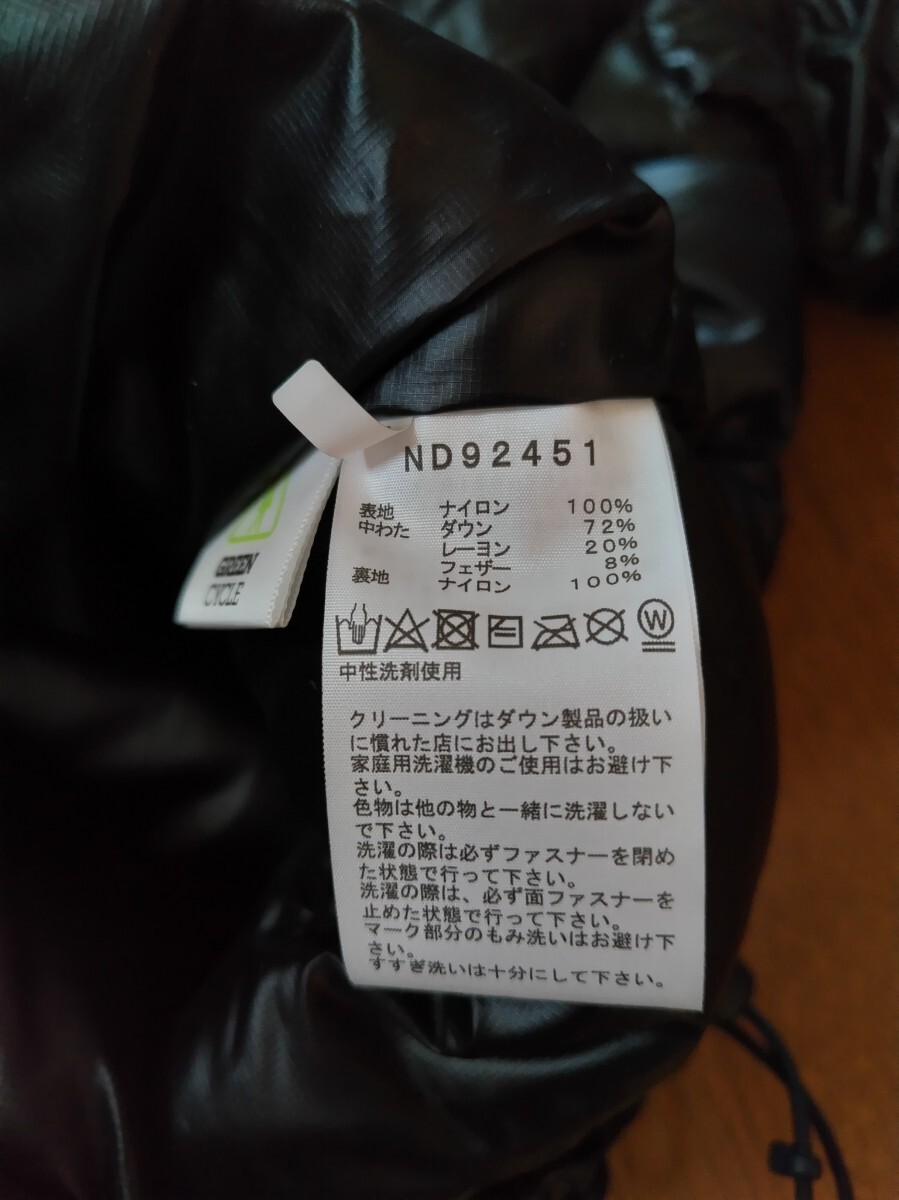 ND92451
表地 ナイロン 100%
中わた ダウン 72%
レーヨン 20%
フェザー 8%
裏地 ナイロン 100%
W
中性洗剤使用
クリーニングはダウン製品の扱い
に慣れた店にお出し下さい。
家庭用洗濯機のご使用はお避け下
さい。
色物は他の物と一緒に洗濯しない
で下さい。
洗濯の際は必ずファスナーを閉め
た状態で行って下さい。
洗濯の際は、必ず面ファスナーを
止めた状態で行って下さい。
マーク部分のもみ洗いはお避け下
さい。
すすぎ洗いは十分にして下さい。
GREEN
CYCLE